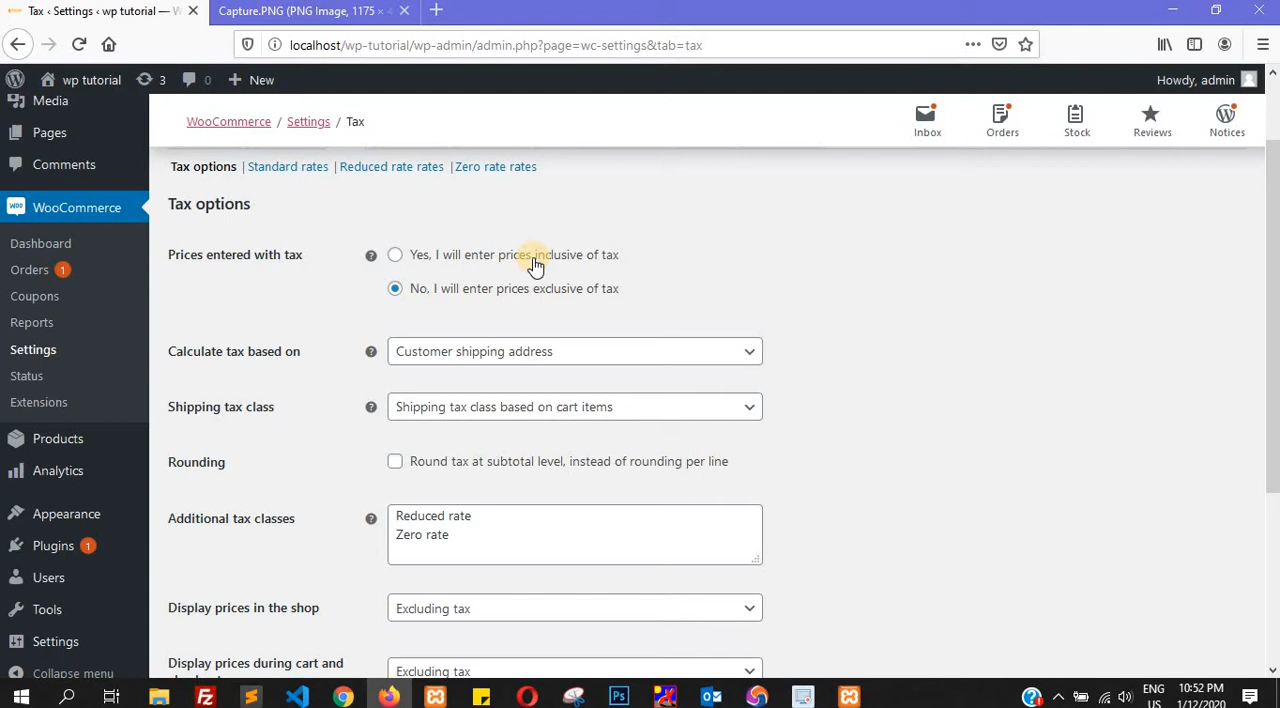 Tax ‹ Settings ‹ wp tutorial —
Capture.PNG (PNG Image, 1175 ×
localhost/wp-tutorial/wp-admin/admin.php?page=wc-settings&tab=tax
wp tutorial 3 0 New Howdy, admin
Media
Pages
Comments
WooCommerce
Dashboard
Orders 1
Coupons
Reports
Settings
Status
Extensions
Products
Analytics
Appearance
Plugins 1
Users
Tools
Settings
Collapse menu
WooCommerce / Settings / Tax
Inbox Orders Stock Reviews Notices
Tax options | Standard rates | Reduced rate rates | Zero rate rates
Tax options
Prices entered with tax
Yes, I will enter prices inclusive of tax
No, I will enter prices exclusive of tax
Calculate tax based on Customer shipping address
Shipping tax class Shipping tax class based on cart items
Rounding Round tax at subtotal level, instead of rounding per line
Additional tax classes
Reduced rate
Zero rate
Display prices in the shop Excluding tax
Display prices during cart and
Excluding tax
ENG 10:52 PM
US 1/12/2020